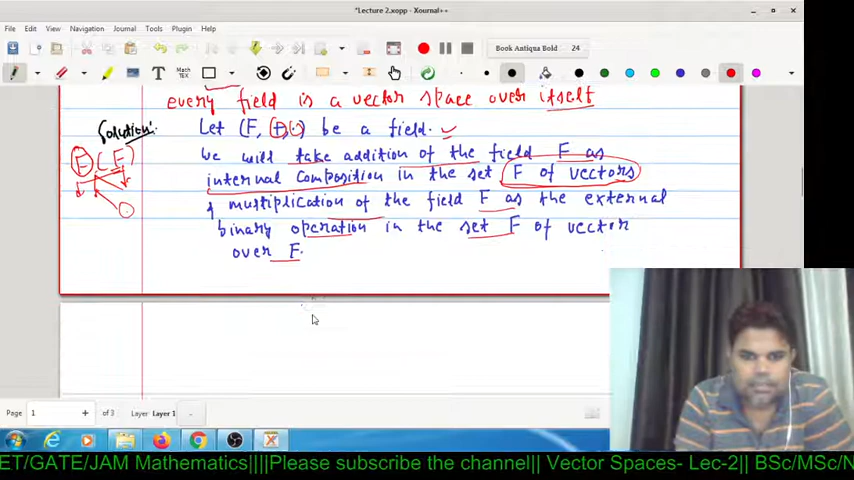 *Lecture 2.xopp - Xournal++
File Edit View Navigation Journal Tools Plugin Help
Book Antiqua Bold 24
every field is a vector space over itself
Solution: Let (F, +, ·) be a field.
F(F) we will take addition of the field F as
internal composition in the set F of vectors
& multiplication of the field F as the external
binary operation in the set F of vector
over F.
Page 1 of 3 Layer Layer 1
ET/GATE/JAM Mathematics||||Please subscribe the channel|| Vector Spaces- Lec-2|| BSc/MSc/N